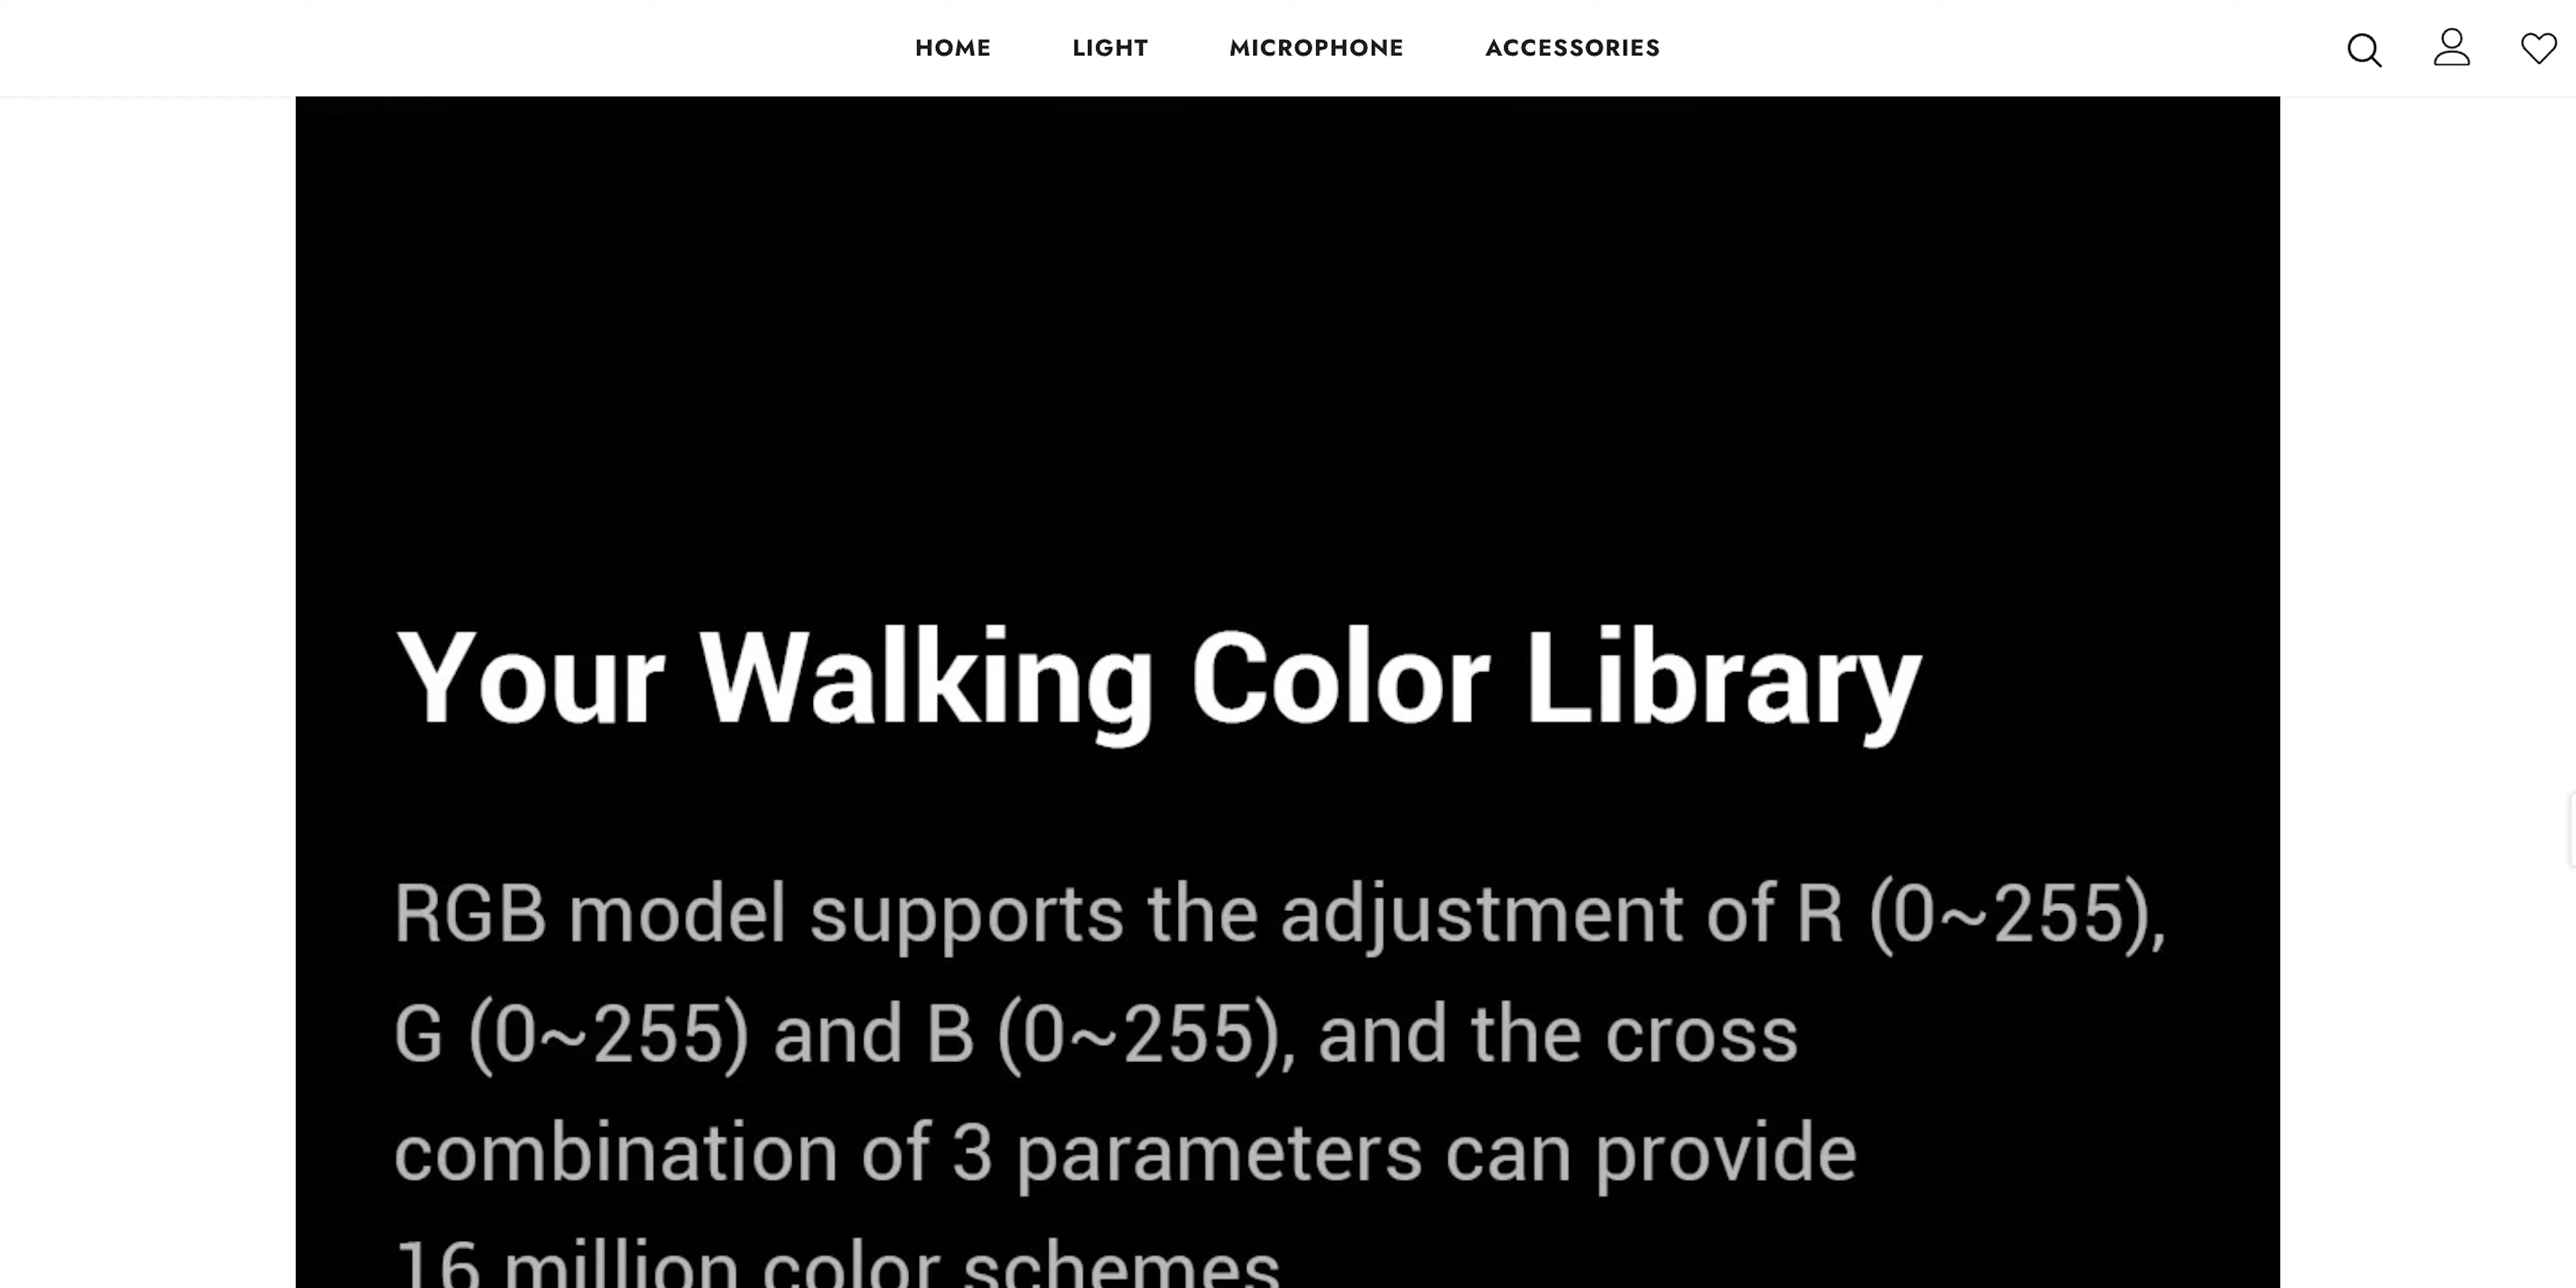 HOME LIGHT MICROPHONE ACCESSORIES
Your Walking Color Library
RGB model supports the adjustment of R (0~255),
G (0~255) and B (0~255), and the cross
combination of 3 parameters can provide
16 million color schemes